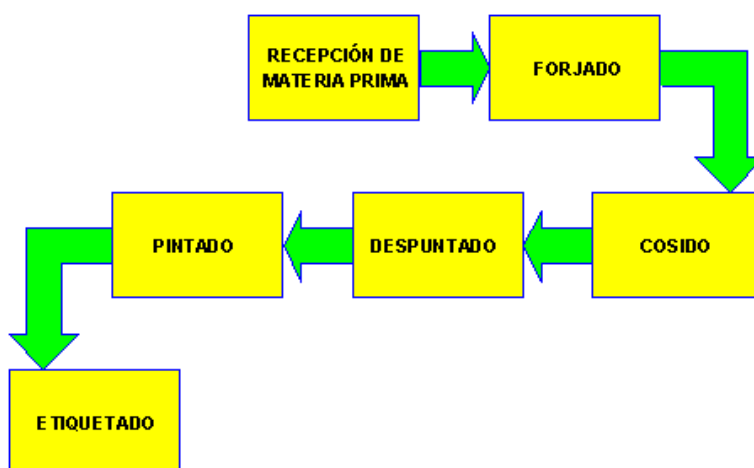 RECEPCIÓN DE
MATERIA PRIMA
FORJADO
COSIDO
DESPUNTADO
PINTADO
ETIQUETADO